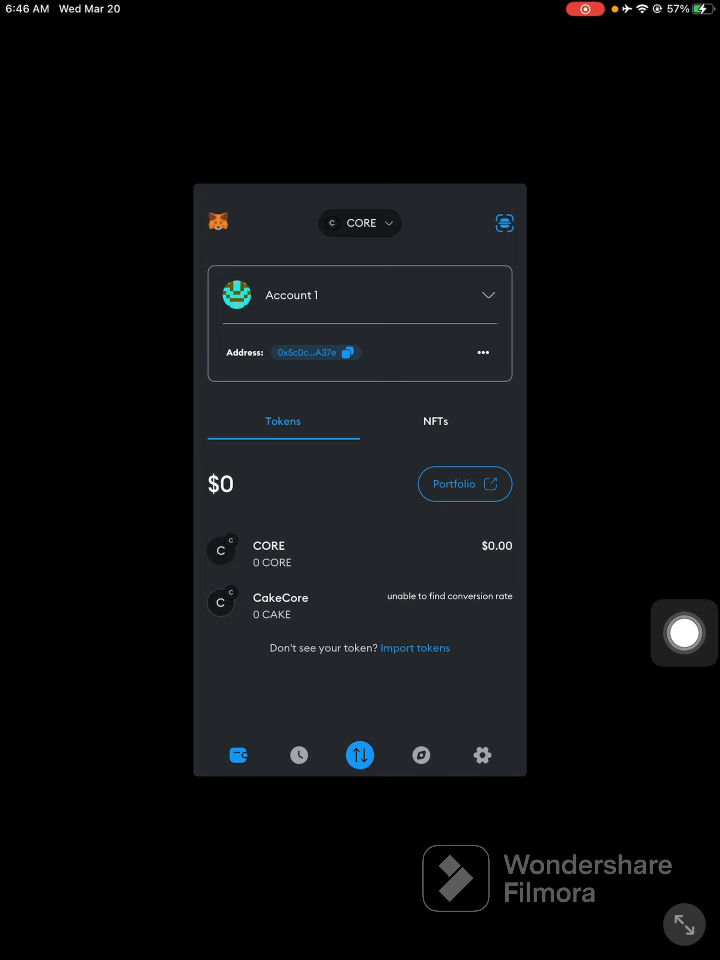 6:46 AM Wed Mar 20
57%
C CORE
Account 1
Address: 0x5c0c...A37e
Tokens NFTs
$0
Portfolio
C
C
CORE
$0.00
0 CORE
C
C
CakeCore
unable to find conversion rate
0 CAKE
Don't see your token? Import tokens
Wondershare
Filmora